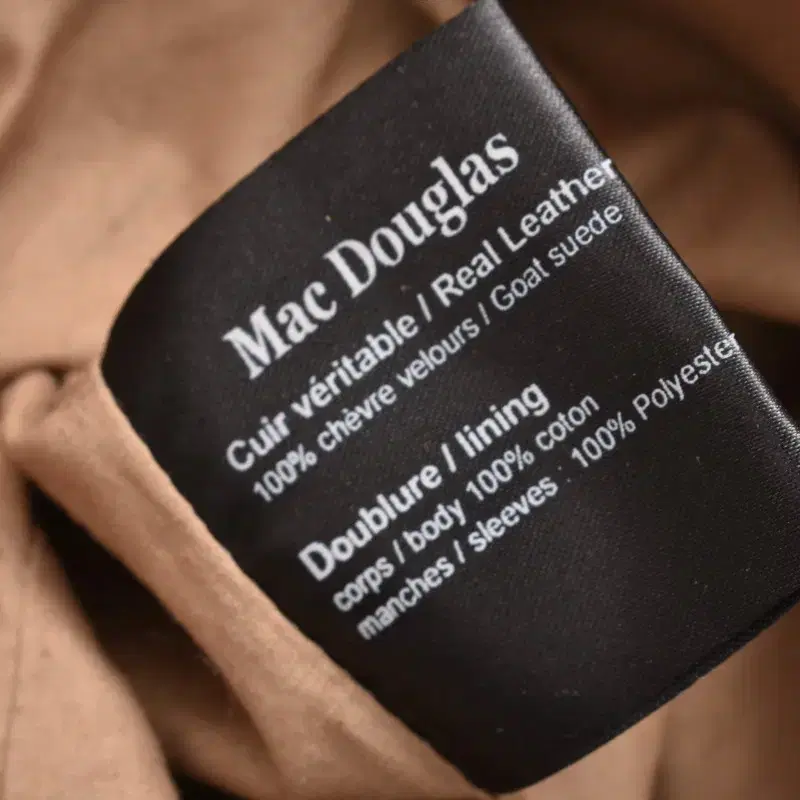 Mac Douglas
Cuir véritable / Real Leather
100% chèvre velours / Goat suede
Doublure / lining
corps / body 100% coton
manches / sleeves : 100% Polyester